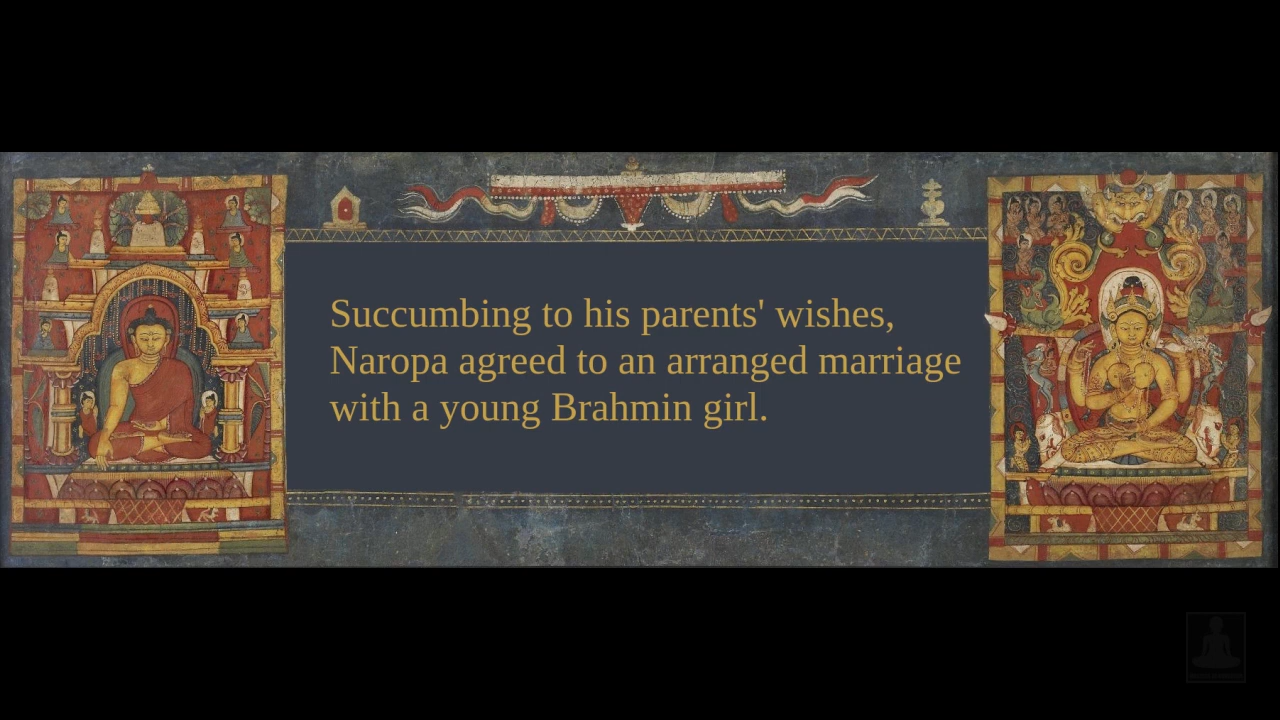 Succumbing to his parents' wishes,
Naropa agreed to an arranged marriage
with a young Brahmin girl.